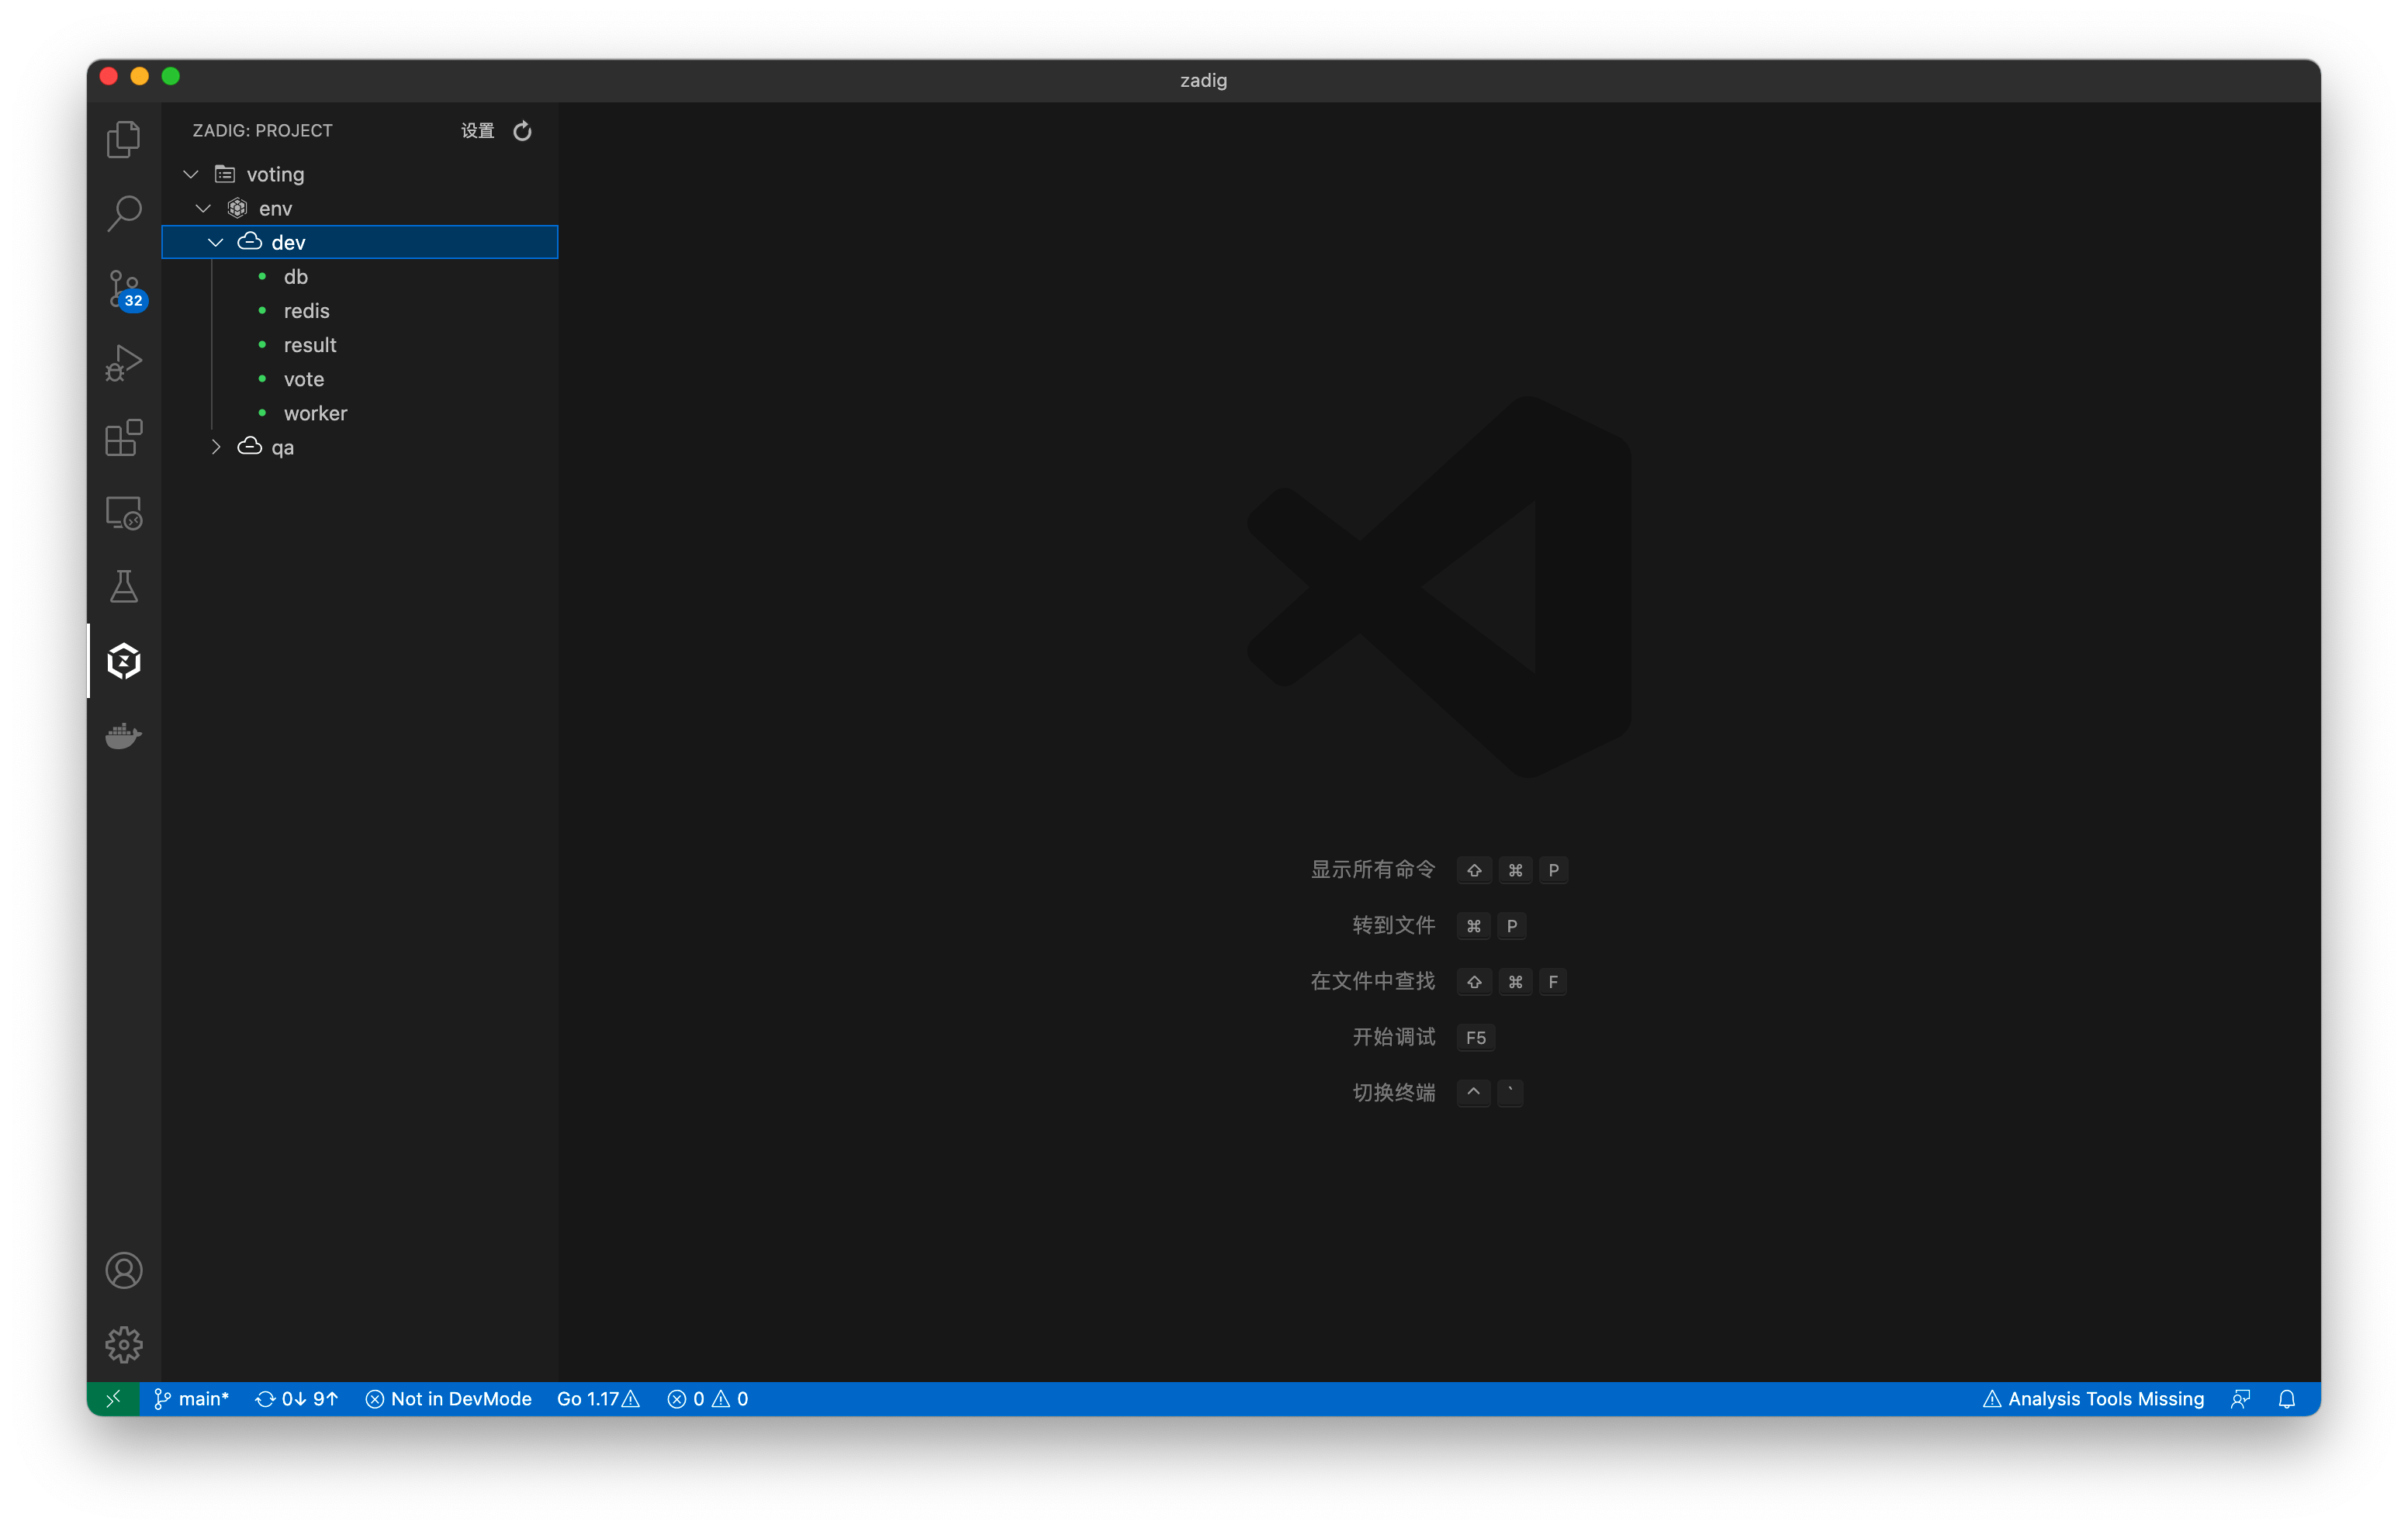 zadig
ZADIG: PROJECT 设置
voting
env
dev
db
redis
result
vote
worker
qa
32
显示所有命令 ⇧ ⌘ P
转到文件 ⌘ P
在文件中查找 ⇧ ⌘ F
开始调试 F5
切换终端 ^ `
main* 0↓ 9↑ Not in DevMode Go 1.17 0 0 Analysis Tools Missing